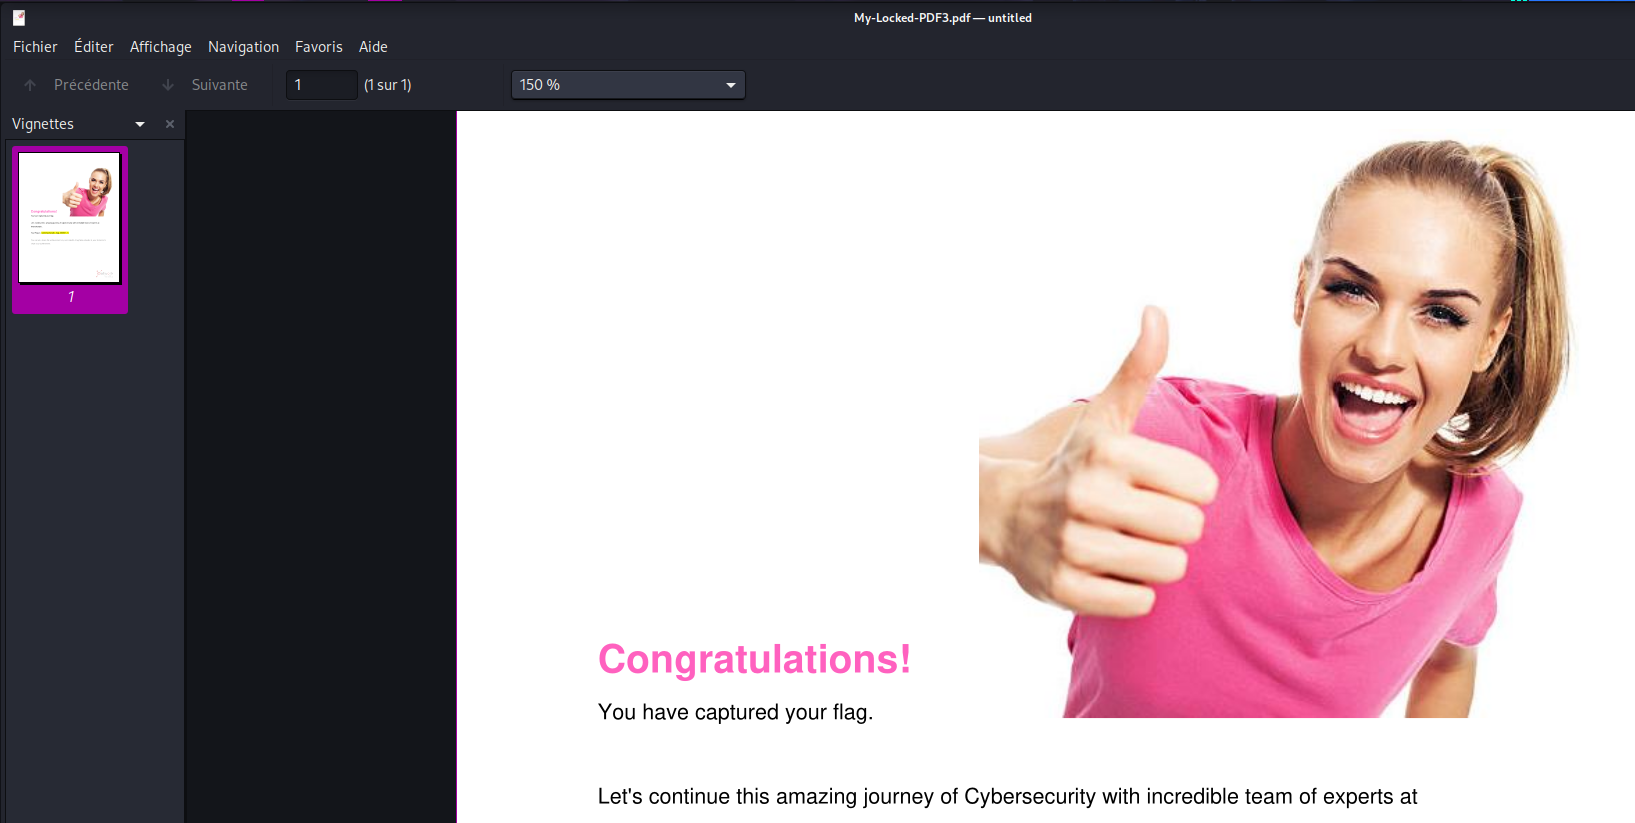 My-Locked-PDF3.pdf — untitled
Fichier Éditer Affichage Navigation Favoris Aide
Précédente Suivante 1 (1 sur 1) 150 %
Vignettes
1
Congratulations!
You have captured your flag.
Let's continue this amazing journey of Cybersecurity with incredible team of experts at